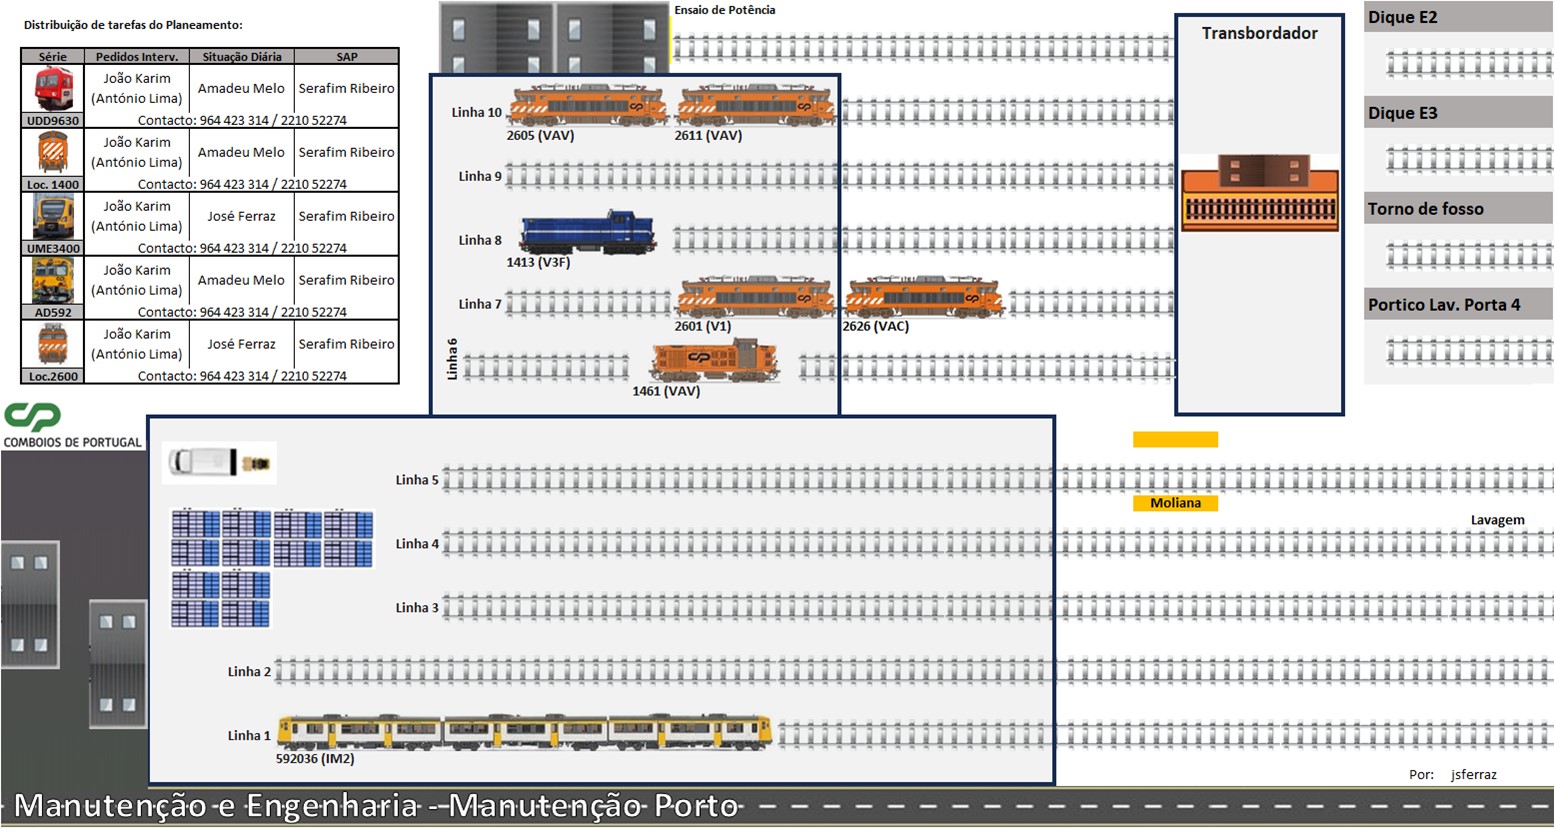 Distribuição de tarefas do Planeamento:
Série Pedidos Interv. Situação Diária SAP
João Karim
(António Lima) Amadeu Melo Serafim Ribeiro
UDD9630 Contacto: 964 423 314 / 2210 52274
João Karim
(António Lima) Amadeu Melo Serafim Ribeiro
Loc. 1400 Contacto: 964 423 314 / 2210 52274
João Karim
(António Lima) José Ferraz Serafim Ribeiro
UME3400 Contacto: 964 423 314 / 2210 52274
João Karim
(António Lima) Amadeu Melo Serafim Ribeiro
AD592 Contacto: 964 423 314 / 2210 52274
João Karim
(António Lima) José Ferraz Serafim Ribeiro
Loc.2600 Contacto: 964 423 314 / 2210 52274
CP
COMBOIOS DE PORTUGAL
Ensaio de Potência
Linha 10
2605 (VAV) 2611 (VAV)
Linha 9
Linha 8
1413 (V3F)
Linha 7
2601 (V1) 2626 (VAC)
Linha 6
1461 (VAV)
Transbordador
Dique E2
Dique E3
Torno de fosso
Portico Lav. Porta 4
Linha 5
Moliana
Lavagem
Linha 4
Linha 3
Linha 2
Linha 1
592036 (IM2)
Por: jsferraz
Manutenção e Engenharia - Manutenção Porto